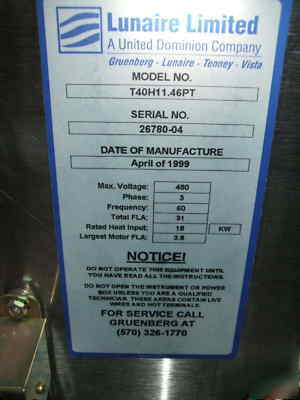 Lunaire Limited
A United Dominion Company
Gruenberg - Lunaire - Tenney - Vista
MODEL NO.
T40H11.46PT
SERIAL NO.
26780-04
DATE OF MANUFACTURE
April of 1999
Max. Voltage: 480
Phase: 3
Frequency: 60
Total FLA: 31
Rated Heat Input: 18 KW
Largest Motor FLA: 3.8
NOTICE!
DO NOT OPERATE THIS EQUIPMENT UNTIL
YOU HAVE READ ALL THE INSTRUCTIONS.
DO NOT OPEN THE INSTRUMENT OR POWER
BOX UNLESS YOU ARE A QUALIFIED
TECHNICIAN. THESE AREAS CONTAIN LIVE
WIRES AND HOT TERMINALS.
FOR SERVICE CALL
GRUENBERG AT
(570) 326-1770